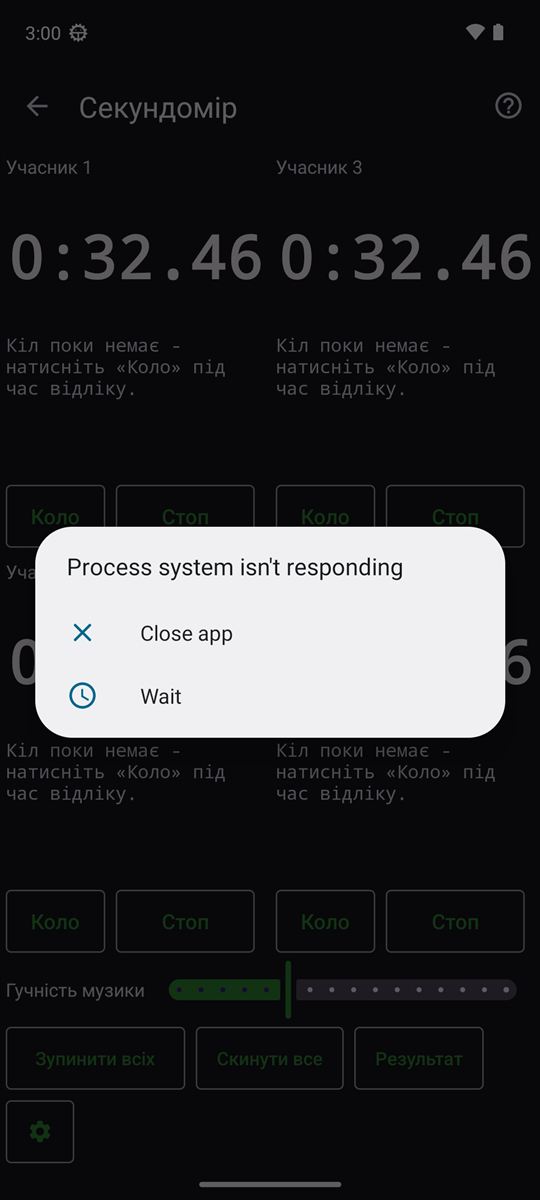 3:00
Секундомір
Учасник 1
Учасник 3
0:32.46
0:32.46
Кіл поки немає -
натисніть «Коло» під
час відліку.
Кіл поки немає -
натисніть «Коло» під
час відліку.
Коло
Стоп
Коло
Стоп
Process system isn't responding
Close app
Wait
Кіл поки немає -
натисніть «Коло» під
час відліку.
Кіл поки немає -
натисніть «Коло» під
час відліку.
Коло
Стоп
Коло
Стоп
Гучність музики
Зупинити всіх
Скинути все
Результат